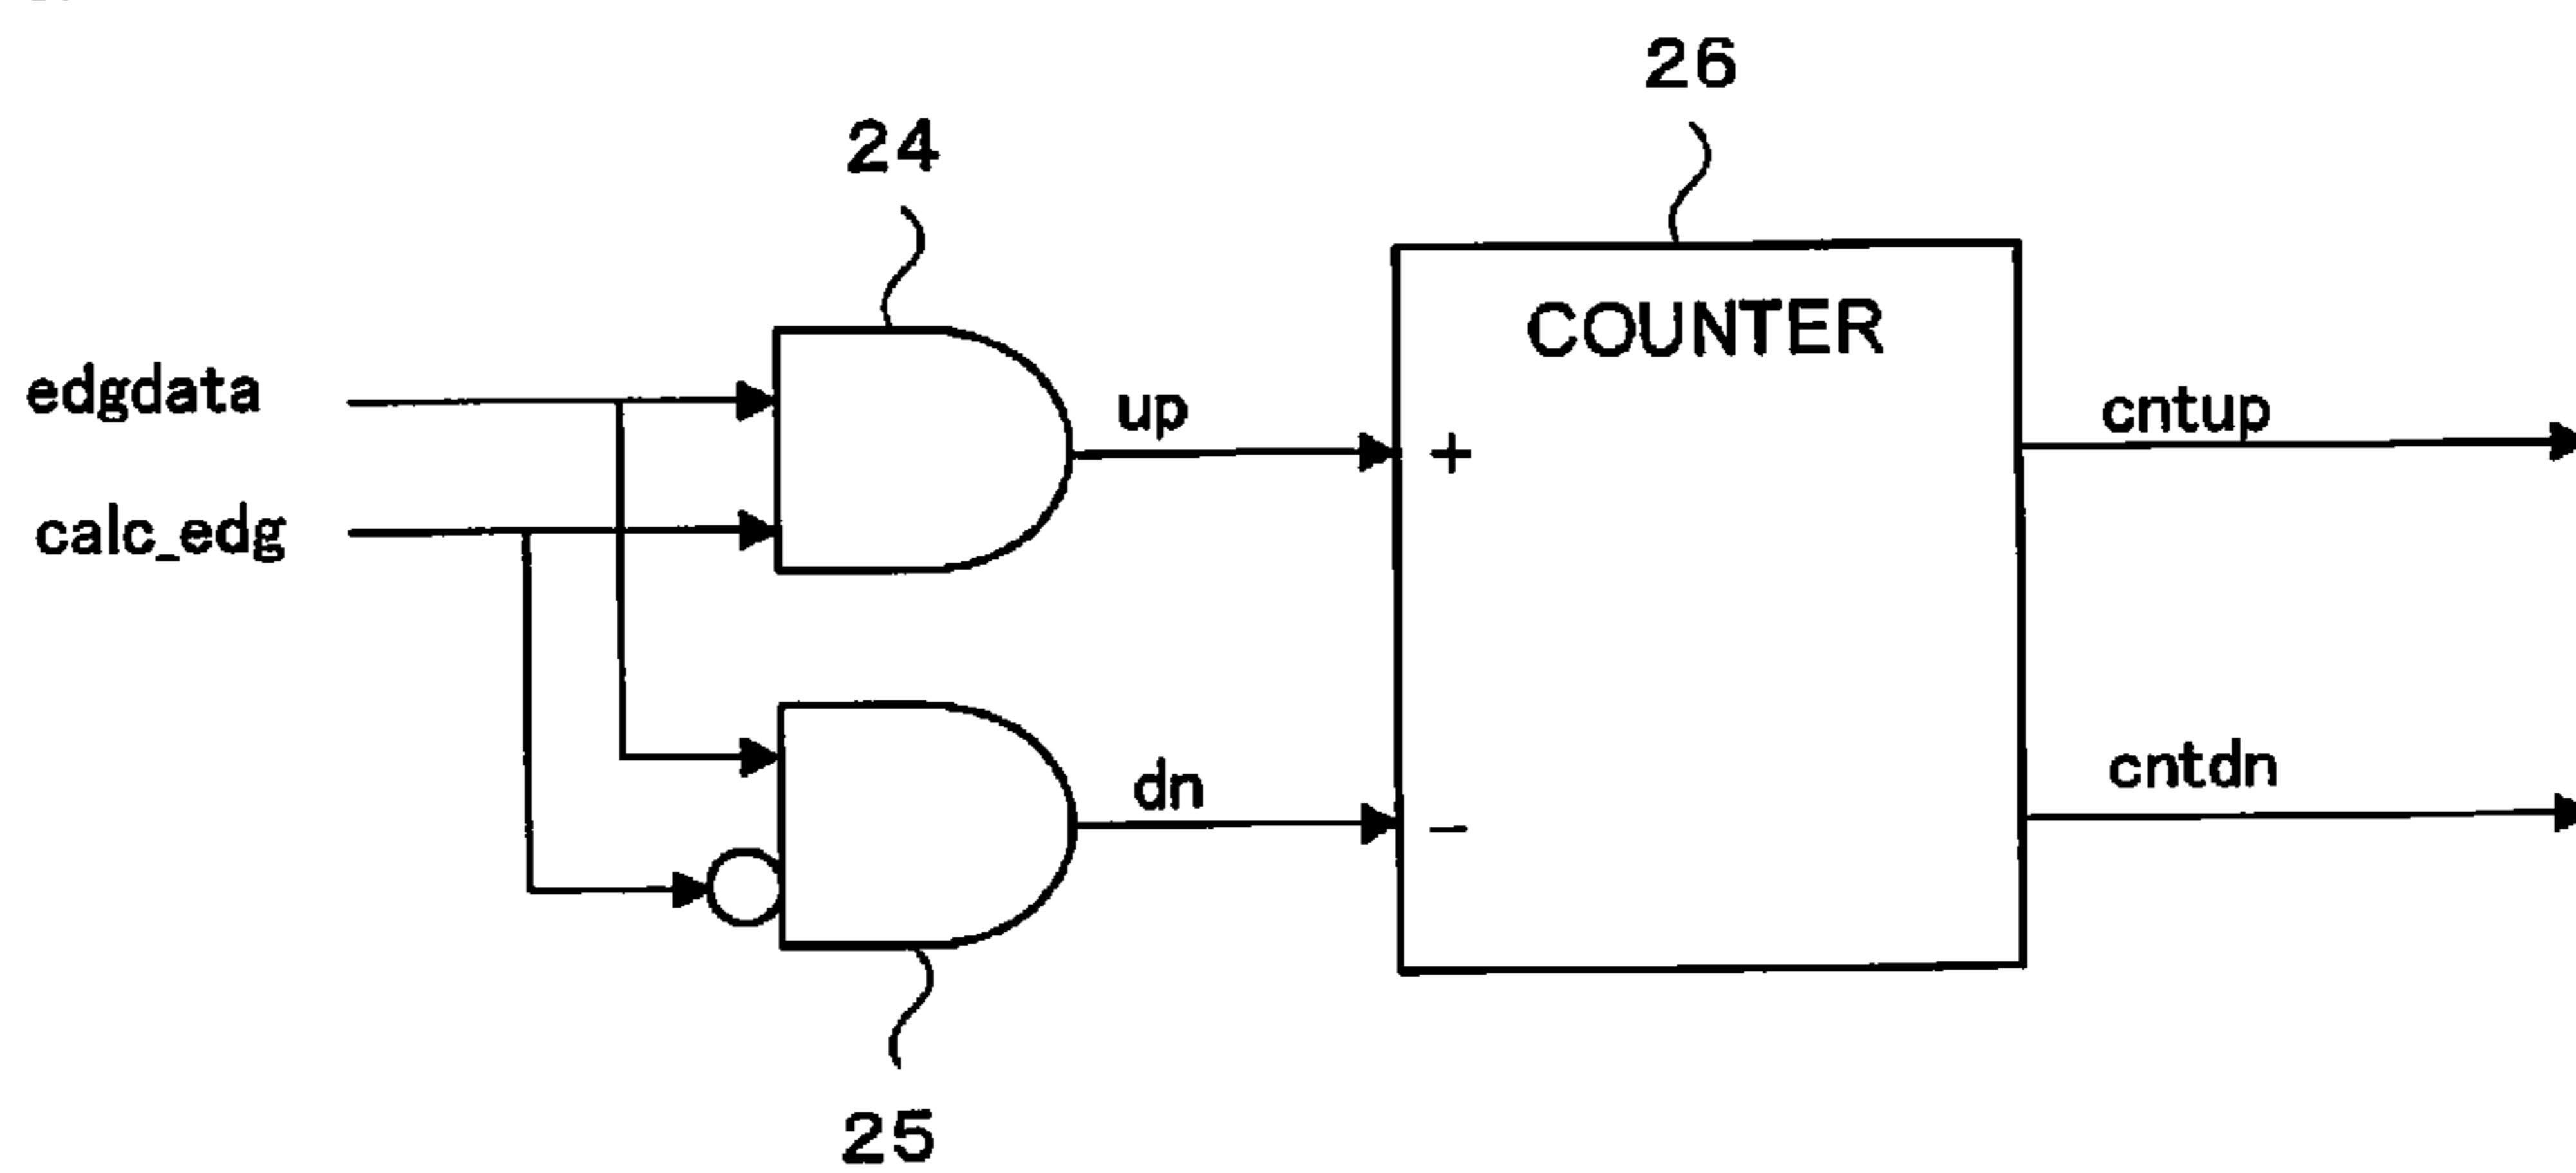 26
24
COUNTER
edgdata
up
+
cntup
calc_edg
dn
-
cntdn
25